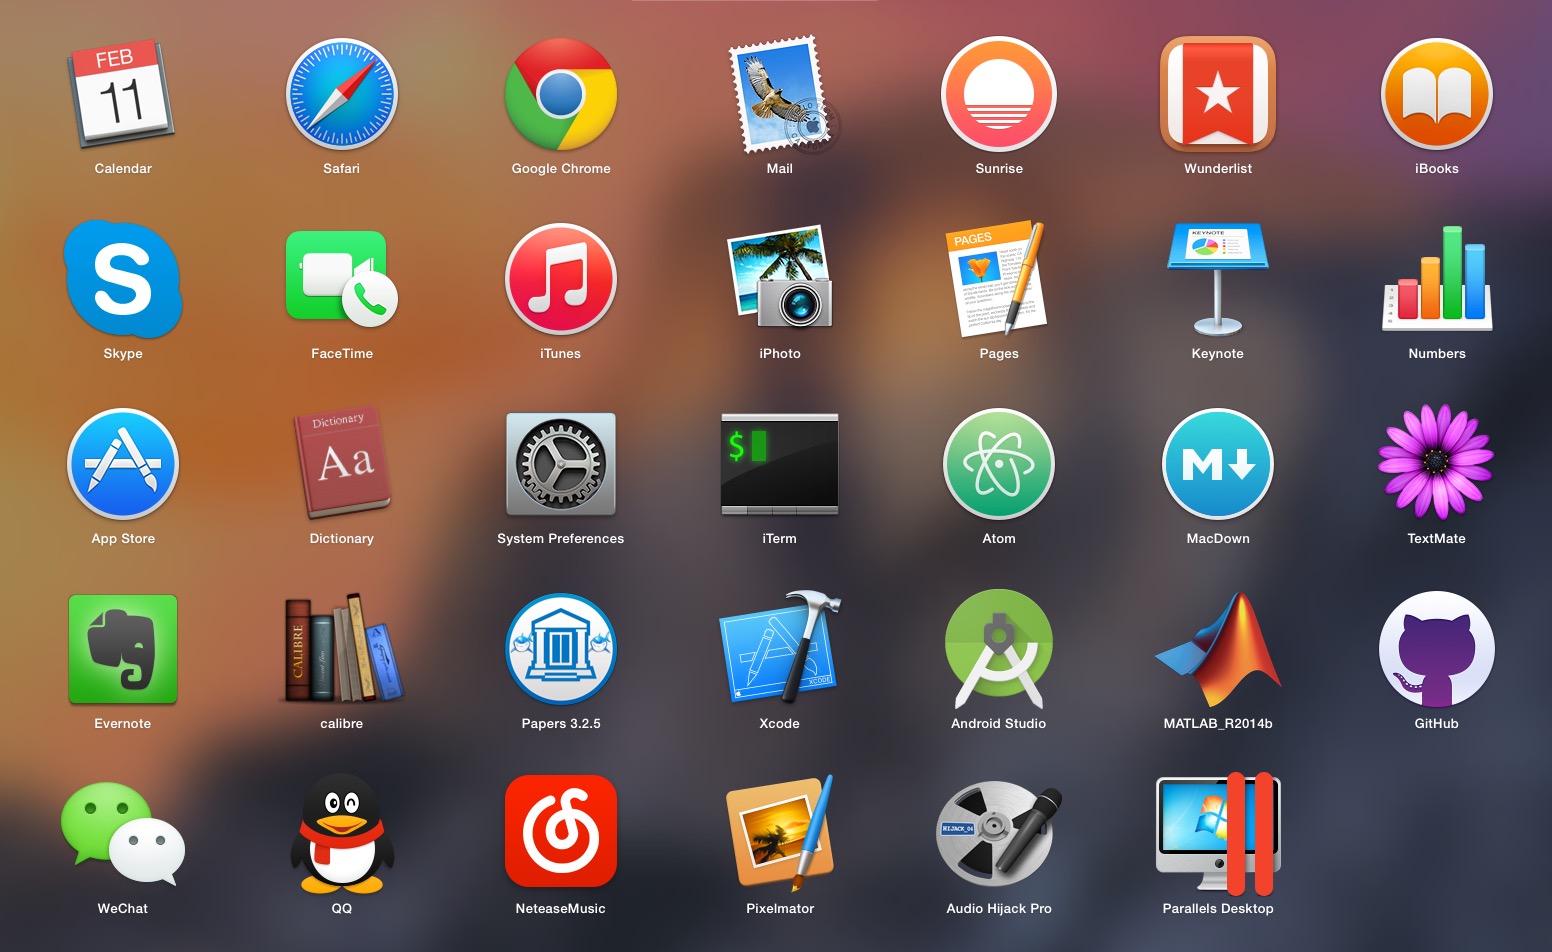 FEB
11
Calendar
Safari
Google Chrome
Mail
Sunrise
Wunderlist
iBooks
PAGES
KEYNOTE
Skype
FaceTime
iTunes
iPhoto
Pages
Keynote
Numbers
Dictionary
Aa
$
M
App Store
Dictionary
System Preferences
iTerm
Atom
MacDown
TextMate
CALIBRE
XCODE
Evernote
calibre
Papers 3.2.5
Xcode
Android Studio
MATLAB_R2014b
GitHub
HIJACK_04
WeChat
QQ
NeteaseMusic
Pixelmator
Audio Hijack Pro
Parallels Desktop